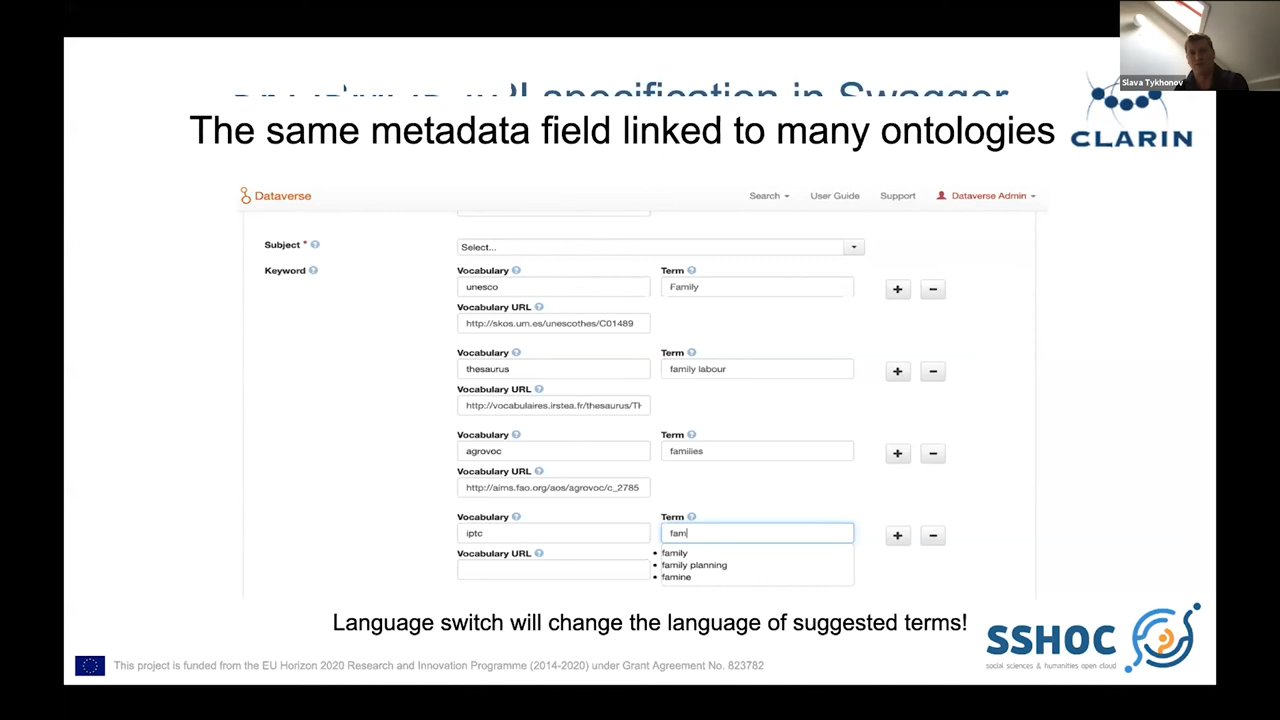 Slava Tykhonov
specification in Swagger
The same metadata field linked to many ontologies
CLARIN
Dataverse
Search
User Guide
Support
Dataverse Admin
Subject *
Select...
Keyword
Vocabulary
Term
unesco
Family
Vocabulary URL
http://skos.um.es/unescothes/C01489
Vocabulary
Term
thesaurus
family labour
Vocabulary URL
http://vocabulaires.irstea.fr/thesaurus/TH
Vocabulary
Term
agrovoc
families
Vocabulary URL
http://aims.fao.org/aos/agrovoc/c_2785
Vocabulary
Term
iptc
fam
Vocabulary URL
family
family planning
famine
Language switch will change the language of suggested terms!
SSHOC
social sciences & humanities open cloud
This project is funded from the EU Horizon 2020 Research and Innovation Programme (2014-2020) under Grant Agreement No. 823782